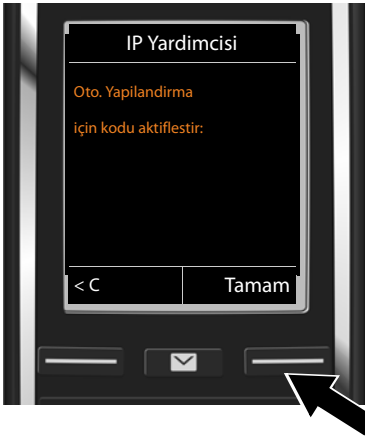 IP Yardimcisi
Oto. Yapilandirma
için kodu aktiflestir:
< C
Tamam